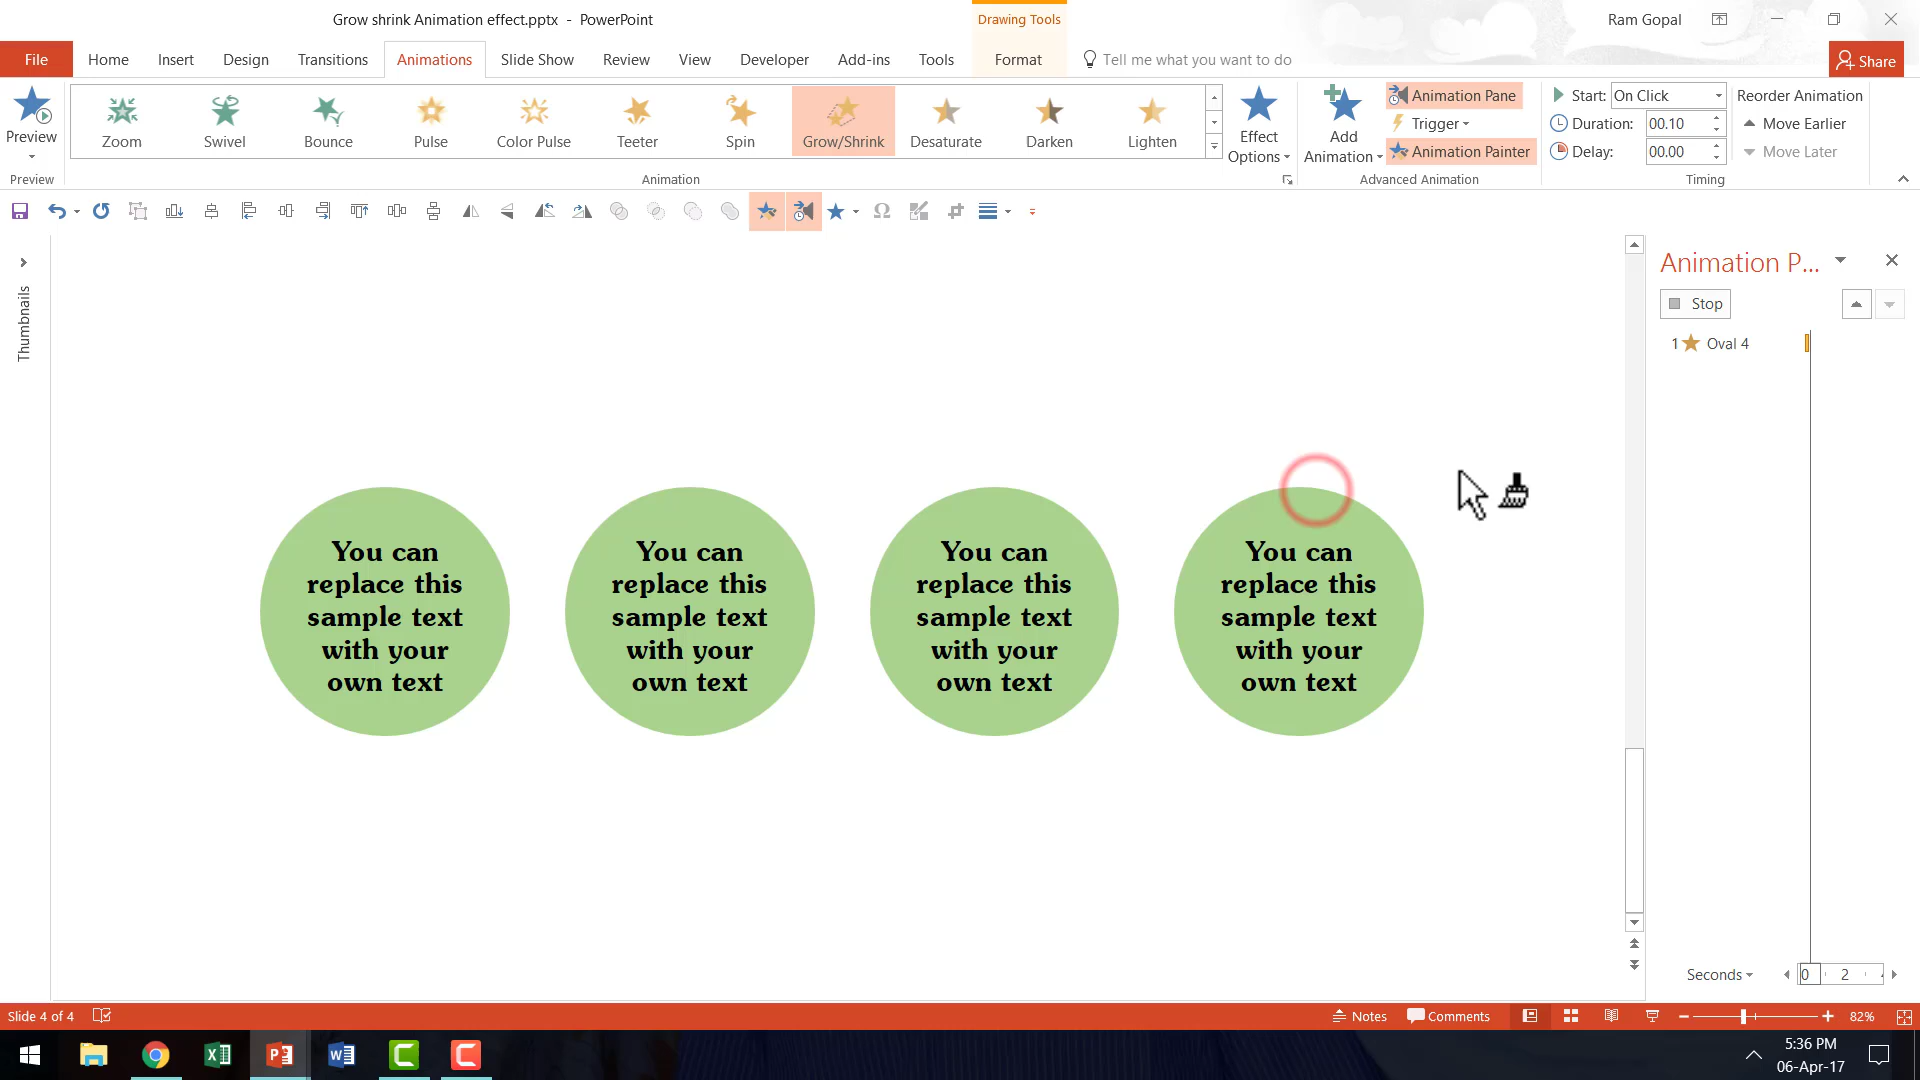 Grow shrink Animation effect.pptx - PowerPoint
Drawing Tools
Ram Gopal
File
Home
Insert
Design
Transitions
Animations
Slide Show
Review
View
Developer
Add-ins
Tools
Format
Tell me what you want to do
Share
Preview
Zoom
Swivel
Bounce
Pulse
Color Pulse
Teeter
Spin
Grow/Shrink
Desaturate
Darken
Lighten
Effect
Options
Add
Animation
Animation Pane
Trigger
Animation Painter
Start: On Click
Duration: 00.10
Delay: 00.00
Reorder Animation
Move Earlier
Move Later
Preview
Animation
Advanced Animation
Timing
Thumbnails
Animation P...
Stop
1 Oval 4
You can
replace this
sample text
with your
own text
You can
replace this
sample text
with your
own text
You can
replace this
sample text
with your
own text
You can
replace this
sample text
with your
own text
Seconds
0 2
Slide 4 of 4
Notes
Comments
82%
5:36 PM
06-Apr-17